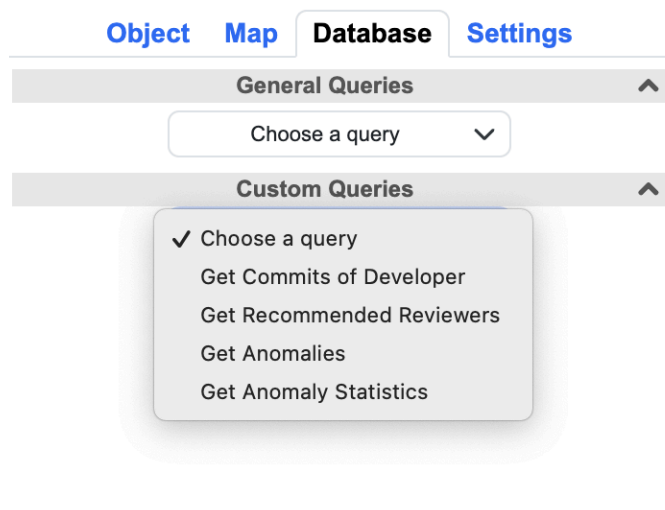 Object Map Database Settings
General Queries
Choose a query
Custom Queries
Choose a query
Get Commits of Developer
Get Recommended Reviewers
Get Anomalies
Get Anomaly Statistics